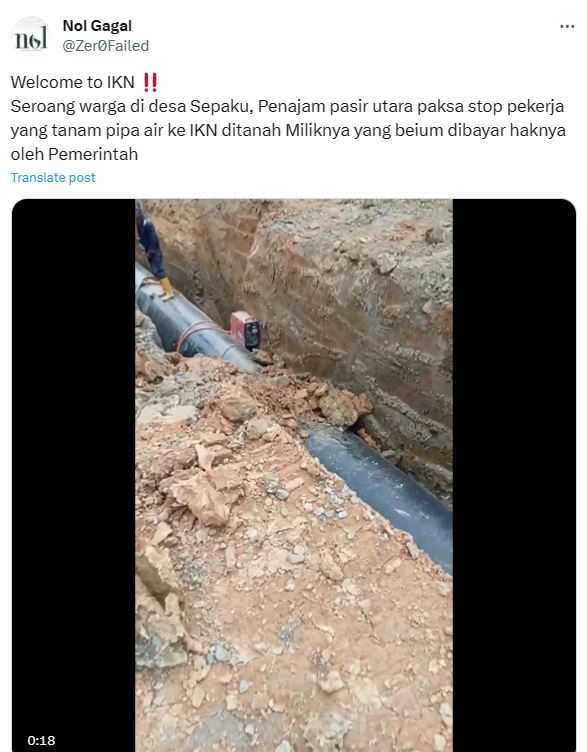 nol
Nol Gagal
@Zer0Failed
Welcome to IKN ‼️
Seroang warga di desa Sepaku, Penajam pasir utara paksa stop pekerja
yang tanam pipa air ke IKN ditanah Miliknya yang beium dibayar haknya
oleh Pemerintah
Translate post
0:18